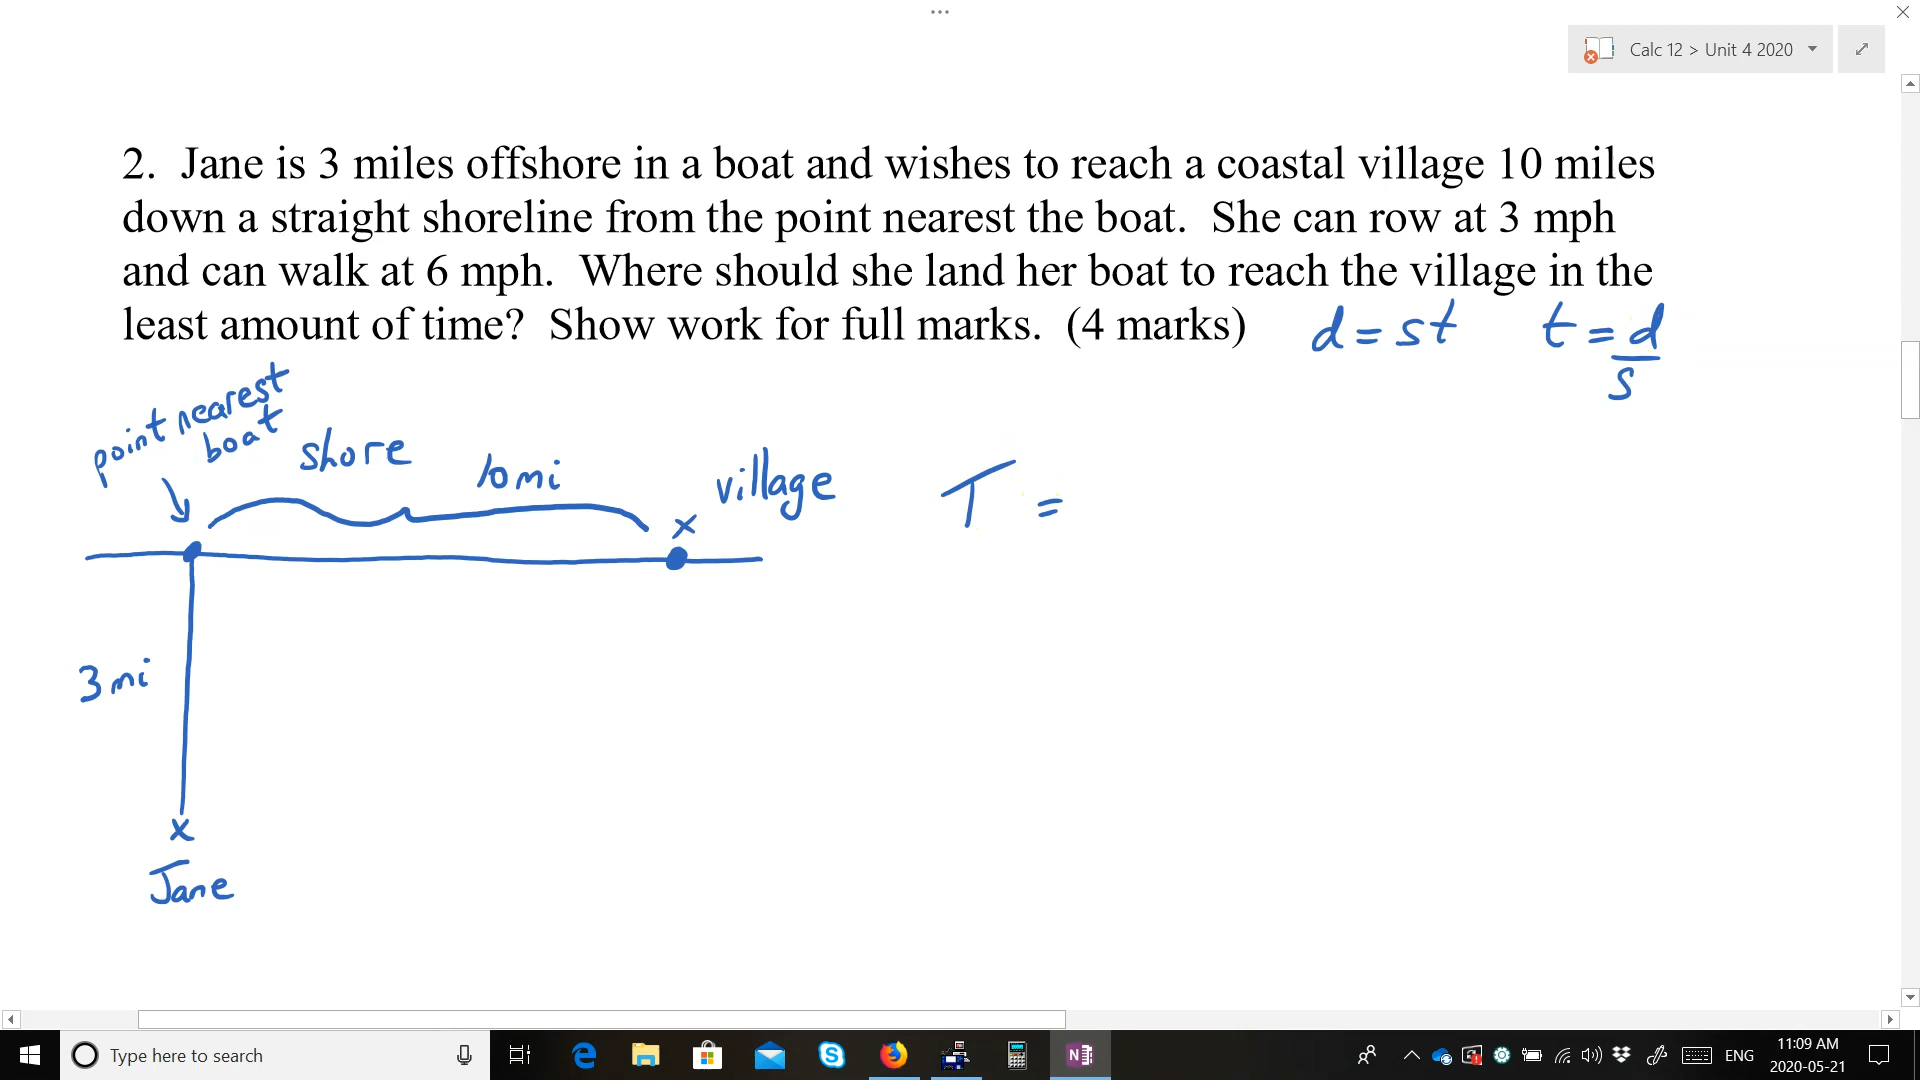 Calc 12 > Unit 4 2020
2. Jane is 3 miles offshore in a boat and wishes to reach a coastal village 10 miles
down a straight shoreline from the point nearest the boat. She can row at 3 mph
and can walk at 6 mph. Where should she land her boat to reach the village in the
least amount of time? Show work for full marks. (4 marks)
d = st t = d
s
point nearest
boat
shore
10 mi
village
T =
x
3 mi
x
Jane
Type here to search
ENG
11:09 AM
2020-05-21